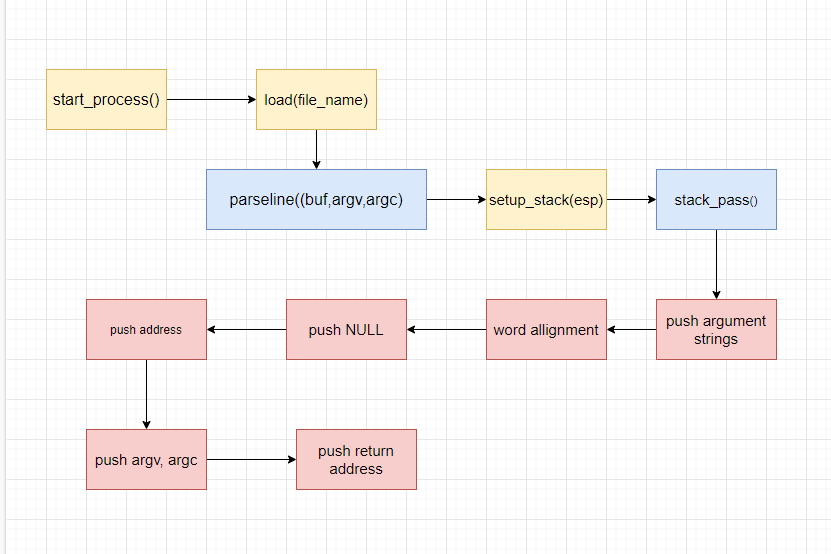 start_process()
load(file_name)
parseline((buf,argv,argc)
setup_stack(esp)
stack_pass()
push address
push NULL
word allignment
push argument
strings
push argv, argc
push return
address